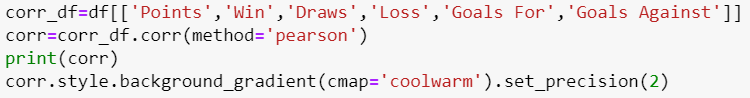 corr_df=df[['Points','Win','Draws','Loss','Goals For','Goals Against']]
corr=corr_df.corr(method='pearson')
print(corr)
corr.style.background_gradient(cmap='coolwarm').set_precision(2)